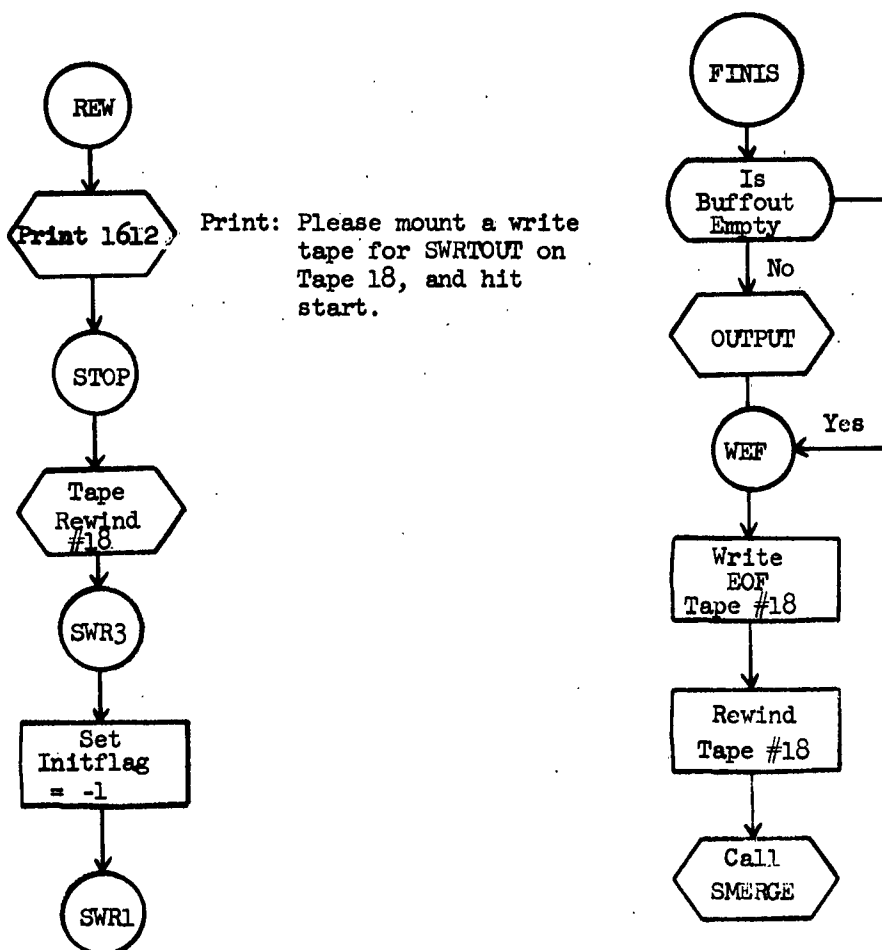 REW
Print 1612
Print: Please mount a write
tape for SWRTOUT on
Tape 18, and hit
start.
STOP
Tape
Rewind
#18
SWR3
Set
Initflag
= -1
SWR1
FINIS
Is
Buffout
Empty
No
OUTPUT
Yes
WEF
Write
EOF
Tape #18
Rewind
Tape #18
Call
SMERGE